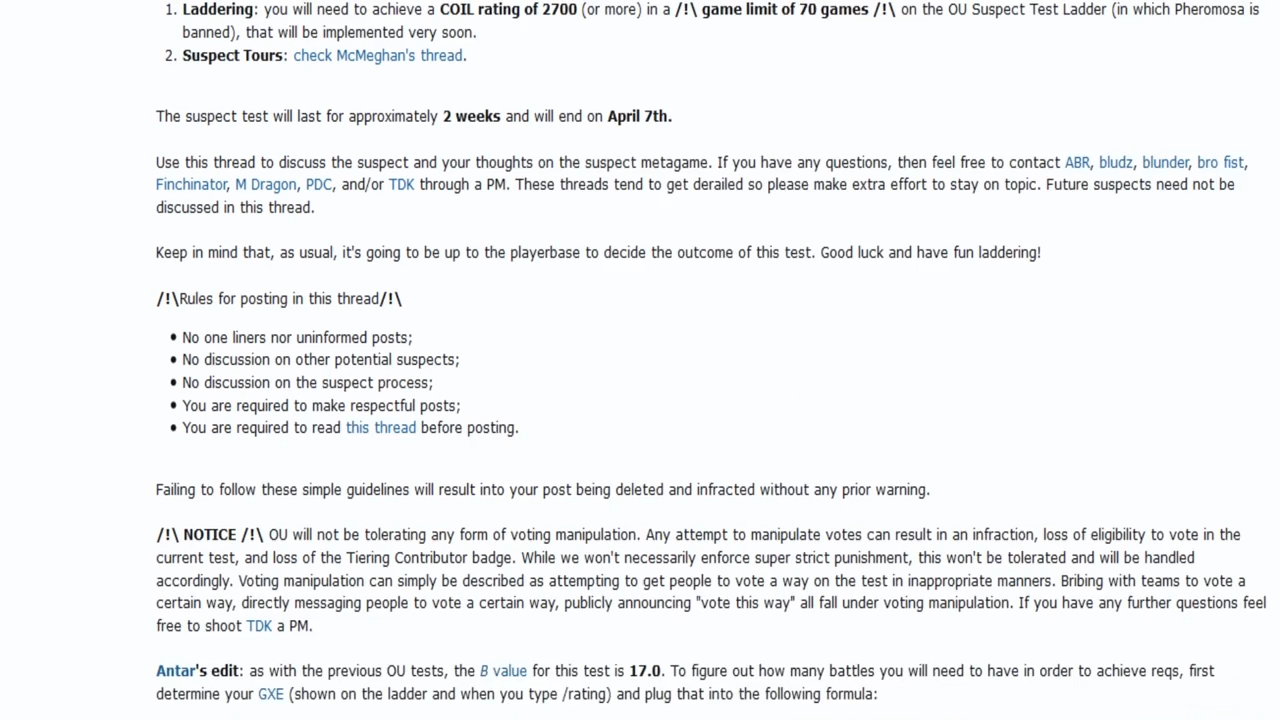 1. Laddering: you will need to achieve a COIL rating of 2700 (or more) in a /!\ game limit of 70 games /!\ on the OU Suspect Test Ladder (in which Pheromosa is
banned), that will be implemented very soon.
2. Suspect Tours: check McMeghan's thread.
The suspect test will last for approximately 2 weeks and will end on April 7th.
Use this thread to discuss the suspect and your thoughts on the suspect metagame. If you have any questions, then feel free to contact ABR, bludz, blunder, bro fist,
Finchinator, M Dragon, PDC, and/or TDK through a PM. These threads tend to get derailed so please make extra effort to stay on topic. Future suspects need not be
discussed in this thread.
Keep in mind that, as usual, it's going to be up to the playerbase to decide the outcome of this test. Good luck and have fun laddering!
/!\Rules for posting in this thread/!\
• No one liners nor uninformed posts;
• No discussion on other potential suspects;
• No discussion on the suspect process;
• You are required to make respectful posts;
• You are required to read this thread before posting.
Failing to follow these simple guidelines will result into your post being deleted and infracted without any prior warning.
/!\ NOTICE /!\ OU will not be tolerating any form of voting manipulation. Any attempt to manipulate votes can result in an infraction, loss of eligibility to vote in the
current test, and loss of the Tiering Contributor badge. While we won't necessarily enforce super strict punishment, this won't be tolerated and will be handled
accordingly. Voting manipulation can simply be described as attempting to get people to vote a way on the test in inappropriate manners. Bribing with teams to vote a
certain way, directly messaging people to vote a certain way, publicly announcing "vote this way" all fall under voting manipulation. If you have any further questions feel
free to shoot TDK a PM.
Antar's edit: as with the previous OU tests, the B value for this test is 17.0. To figure out how many battles you will need to have in order to achieve reqs, first
determine your GXE (shown on the ladder and when you type /rating) and plug that into the following formula: